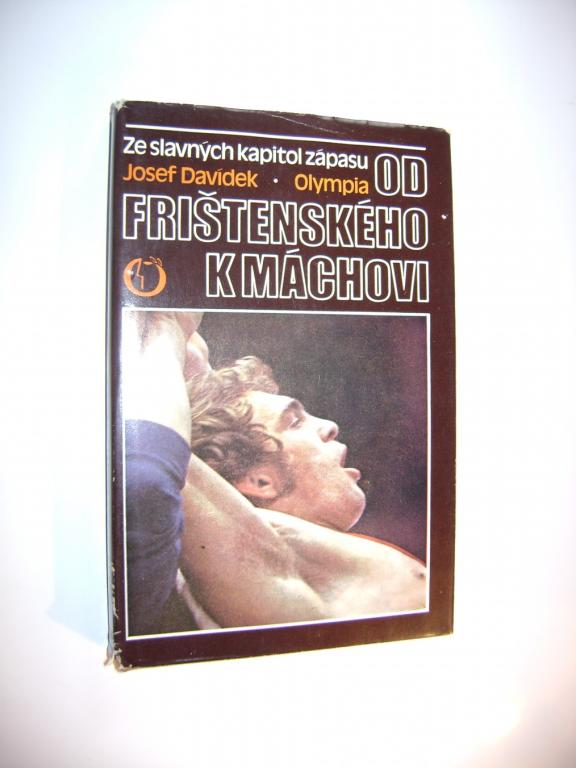 Ze slavných kapitol zápasu
Josef Davídek • Olympia
OD
FRIŠTENSKÉHO
K MÁCHOVI